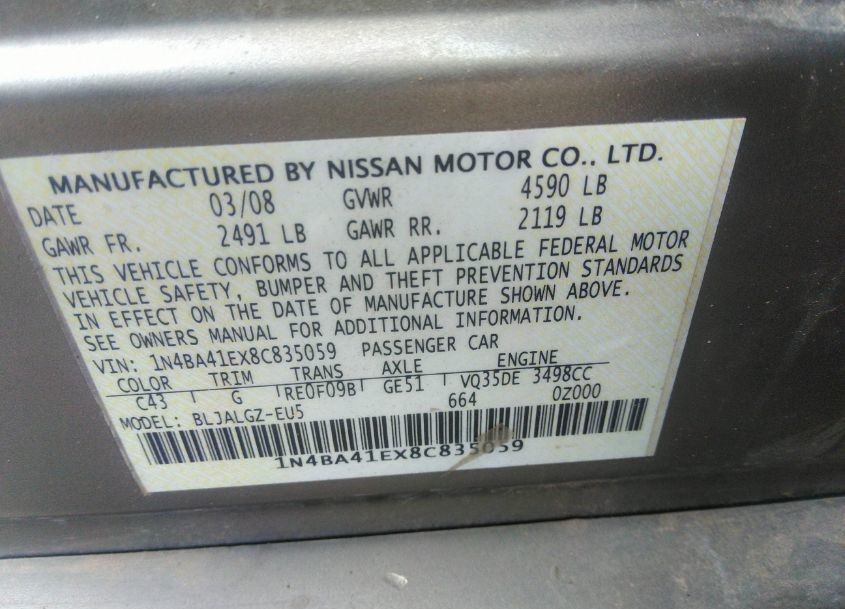 MANUFACTURED BY NISSAN MOTOR CO., LTD.
DATE 03/08 GVWR 4590 LB
GAWR FR. 2491 LB GAWR RR. 2119 LB
THIS VEHICLE CONFORMS TO ALL APPLICABLE FEDERAL MOTOR
VEHICLE SAFETY, BUMPER AND THEFT PREVENTION STANDARDS
IN EFFECT ON THE DATE OF MANUFACTURE SHOWN ABOVE.
SEE OWNERS MANUAL FOR ADDITIONAL INFORMATION.
VIN: 1N4BA41EX8C835059 PASSENGER CAR
COLOR TRIM TRANS AXLE ENGINE
C43 G RE0F09B GE51 VQ35DE 3498CC
MODEL: BLJALGZ-EU5 664 0Z000
1N4BA41EX8C835059